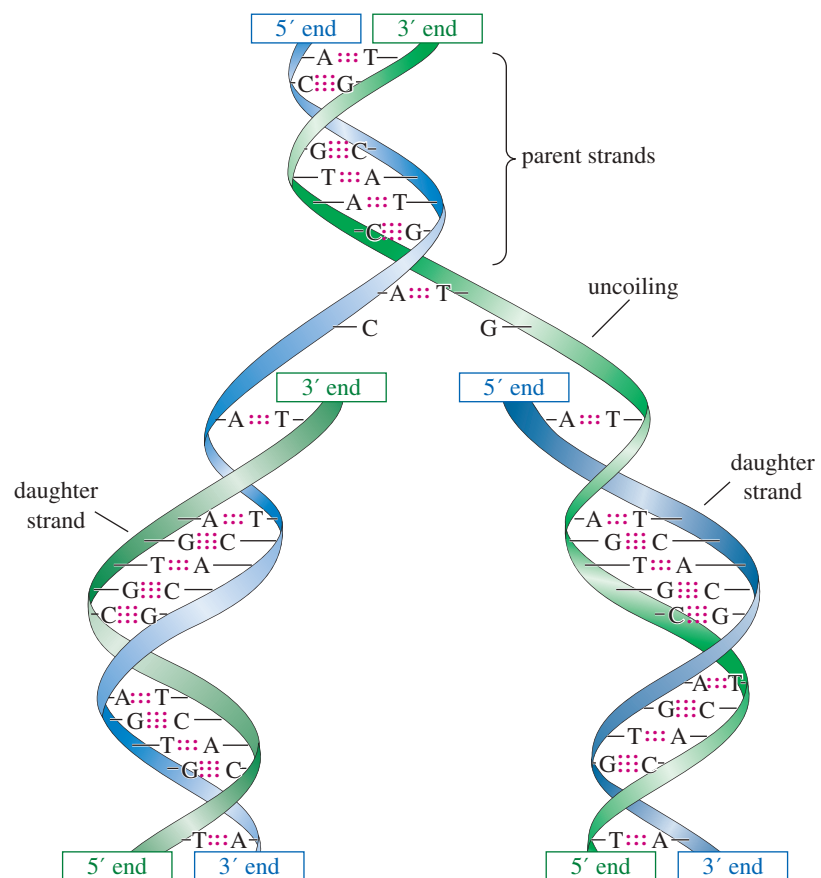 5′ end 3′ end
A T
C G
G C
T A
A T
C G
parent strands
A T
uncoiling
C G
3′ end 5′ end
A T A T
daughter strand
daughter strand
A T A T
G C G C
T A T A
G C G C
C G C G
A T A T
G C G C
T A T A
G C G C
T A T A
5′ end 3′ end 5′ end 3′ end